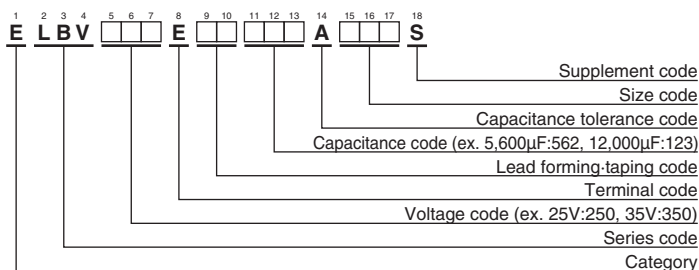 1 2 3 4 5 6 7 8 9 10 11 12 13 14 15 16 17 18
E L B V □□□ E □□ □□□ A □□□ S
Supplement code
Size code
Capacitance tolerance code
Capacitance code (ex. 5,600μF:562, 12,000μF:123)
Lead forming·taping code
Terminal code
Voltage code (ex. 25V:250, 35V:350)
Series code
Category